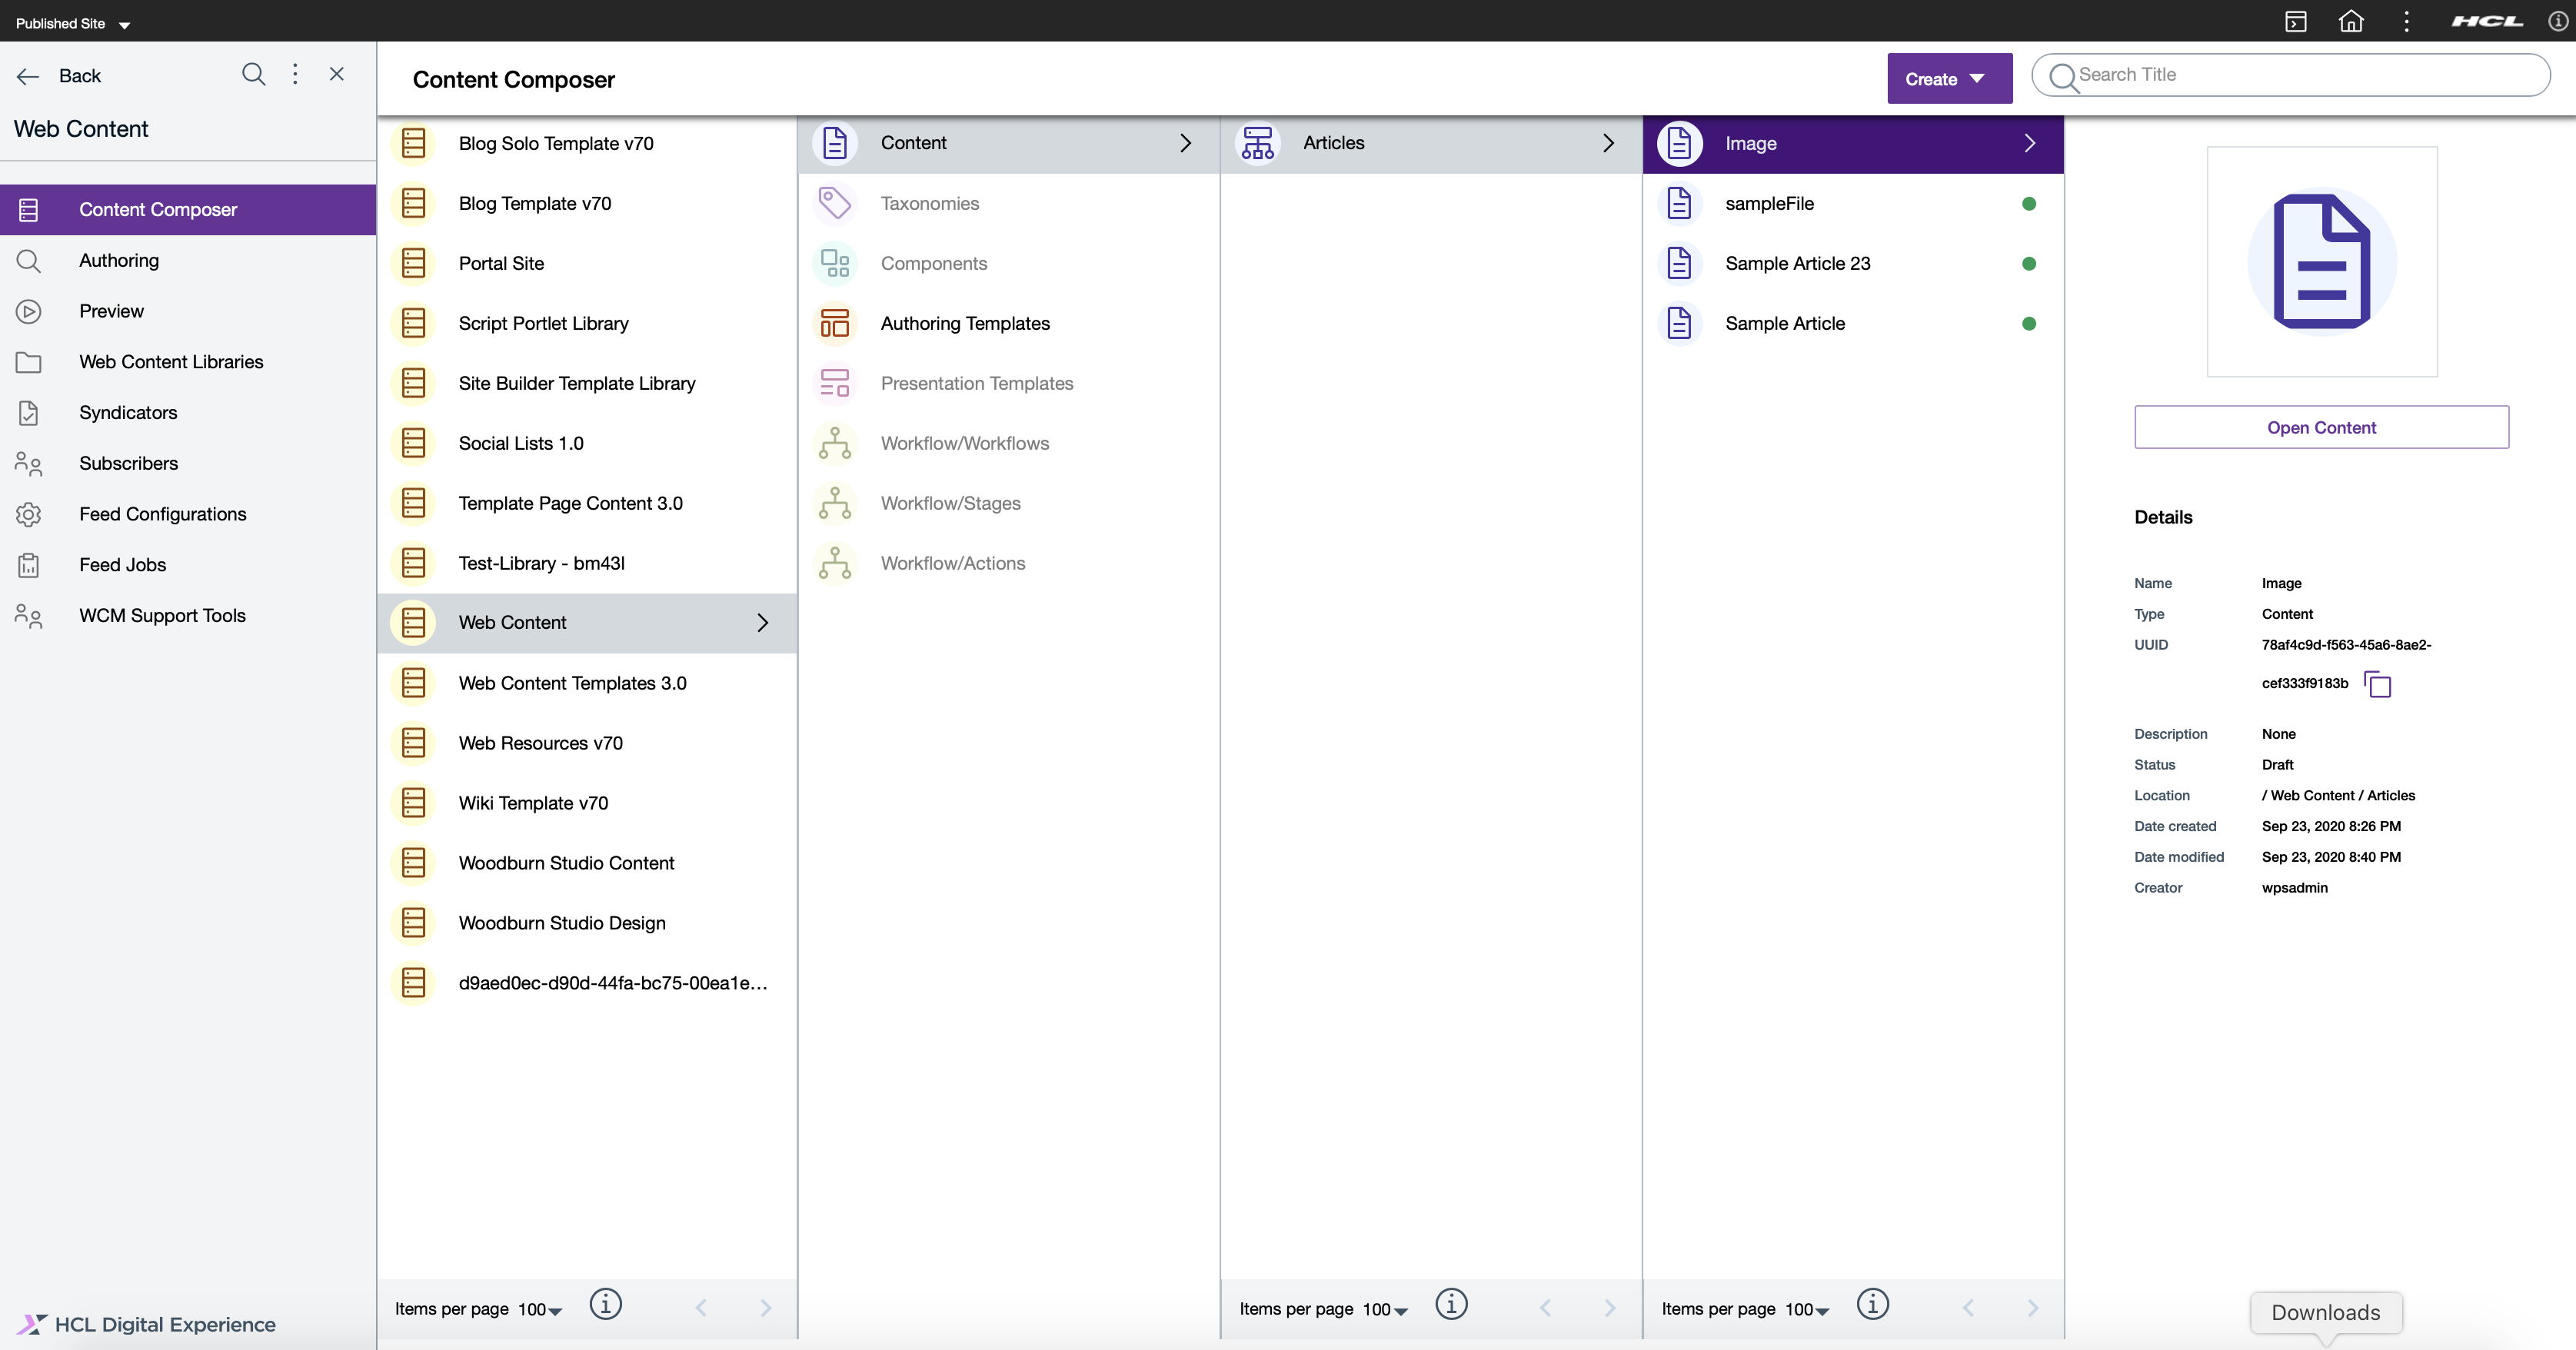 Published Site
HCL
Back
Web Content
Content Composer
Authoring
Preview
Web Content Libraries
Syndicators
Subscribers
Feed Configurations
Feed Jobs
WCM Support Tools
HCL Digital Experience
Content Composer
Create
Search Title
Blog Solo Template v70
Blog Template v70
Portal Site
Script Portlet Library
Site Builder Template Library
Social Lists 1.0
Template Page Content 3.0
Test-Library - bm43l
Web Content
Web Content Templates 3.0
Web Resources v70
Wiki Template v70
Woodburn Studio Content
Woodburn Studio Design
d9aed0ec-d90d-44fa-bc75-00ea1e...
Items per page 100
Content
Taxonomies
Components
Authoring Templates
Presentation Templates
Workflow/Workflows
Workflow/Stages
Workflow/Actions
Articles
Items per page 100
Image
sampleFile
Sample Article 23
Sample Article
Items per page 100
Open Content
Details
Name Image
Type Content
UUID 78af4c9d-f563-45a6-8ae2-
cef333f9183b
Description None
Status Draft
Location / Web Content / Articles
Date created Sep 23, 2020 8:26 PM
Date modified Sep 23, 2020 8:40 PM
Creator wpsadmin
Downloads